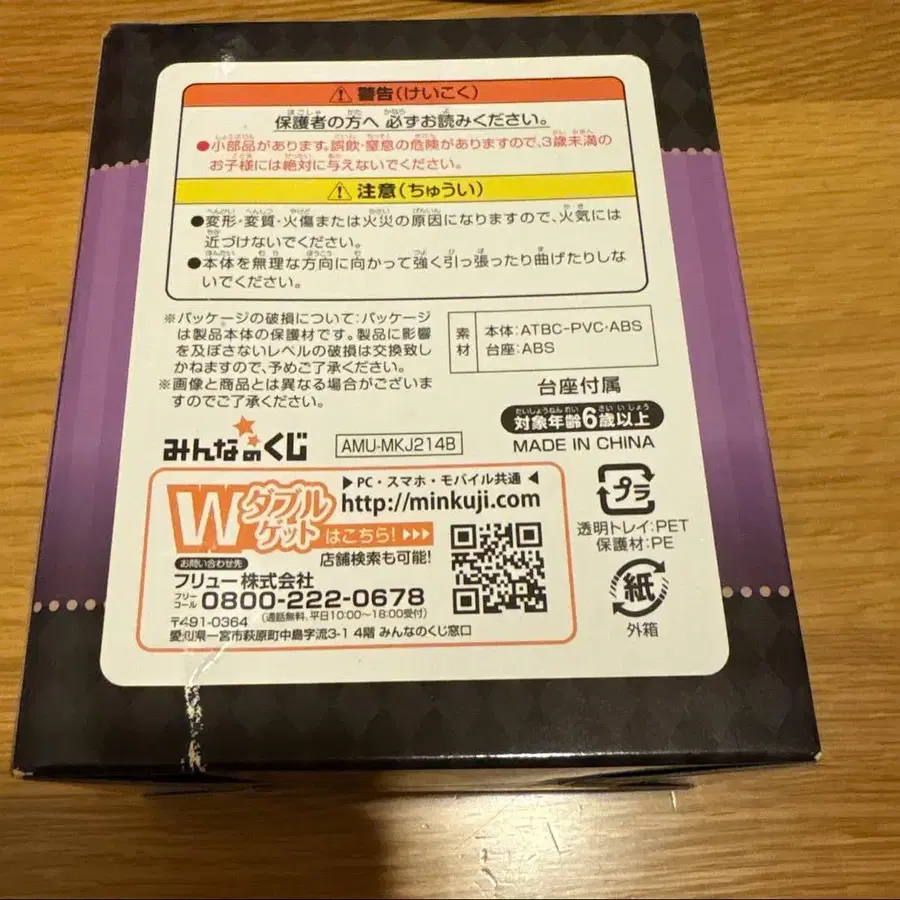 ⚠警告(けいこく)
保護者の方へ 必ずお読みください。
●小部品があります。誤飲・窒息の危険がありますので、3歳未満の
お子様には絶対に与えないでください。
⚠注意(ちゅうい)
●変形・変質・火傷または火災の原因になりますので、火気には
近づけないでください。
●本体を無理な方向に向かって強く引っ張ったり曲げたりしな
いでください。
※パッケージの破損について:パッケージ
は製品本体の保護材です。製品に影響
を及ぼさないレベルの破損は交換致し
かねますので、予めご了承ください。
※画像と商品とは異なる場合がございま
すのでご了承ください。
素材
本体:ATBC-PVC・ABS
台座:ABS
台座付属
対象年齢6歳以上
MADE IN CHINA
みんなのくじ
AMU-MKJ214B
▶PC・スマホ・モバイル共通◀
http://minkuji.com
Wダブルゲットはこちら!▶▶▶
店舗検索も可能!
お問い合わせ先
フリュー株式会社
フリーコール 0800-222-0678
(通話無料、平日10:00~18:00受付)
〒491-0364
愛知県一宮市萩原町中島字流3-1 4階 みんなのくじ窓口
プラ
透明トレイ:PET
保護材:PE
紙
外箱